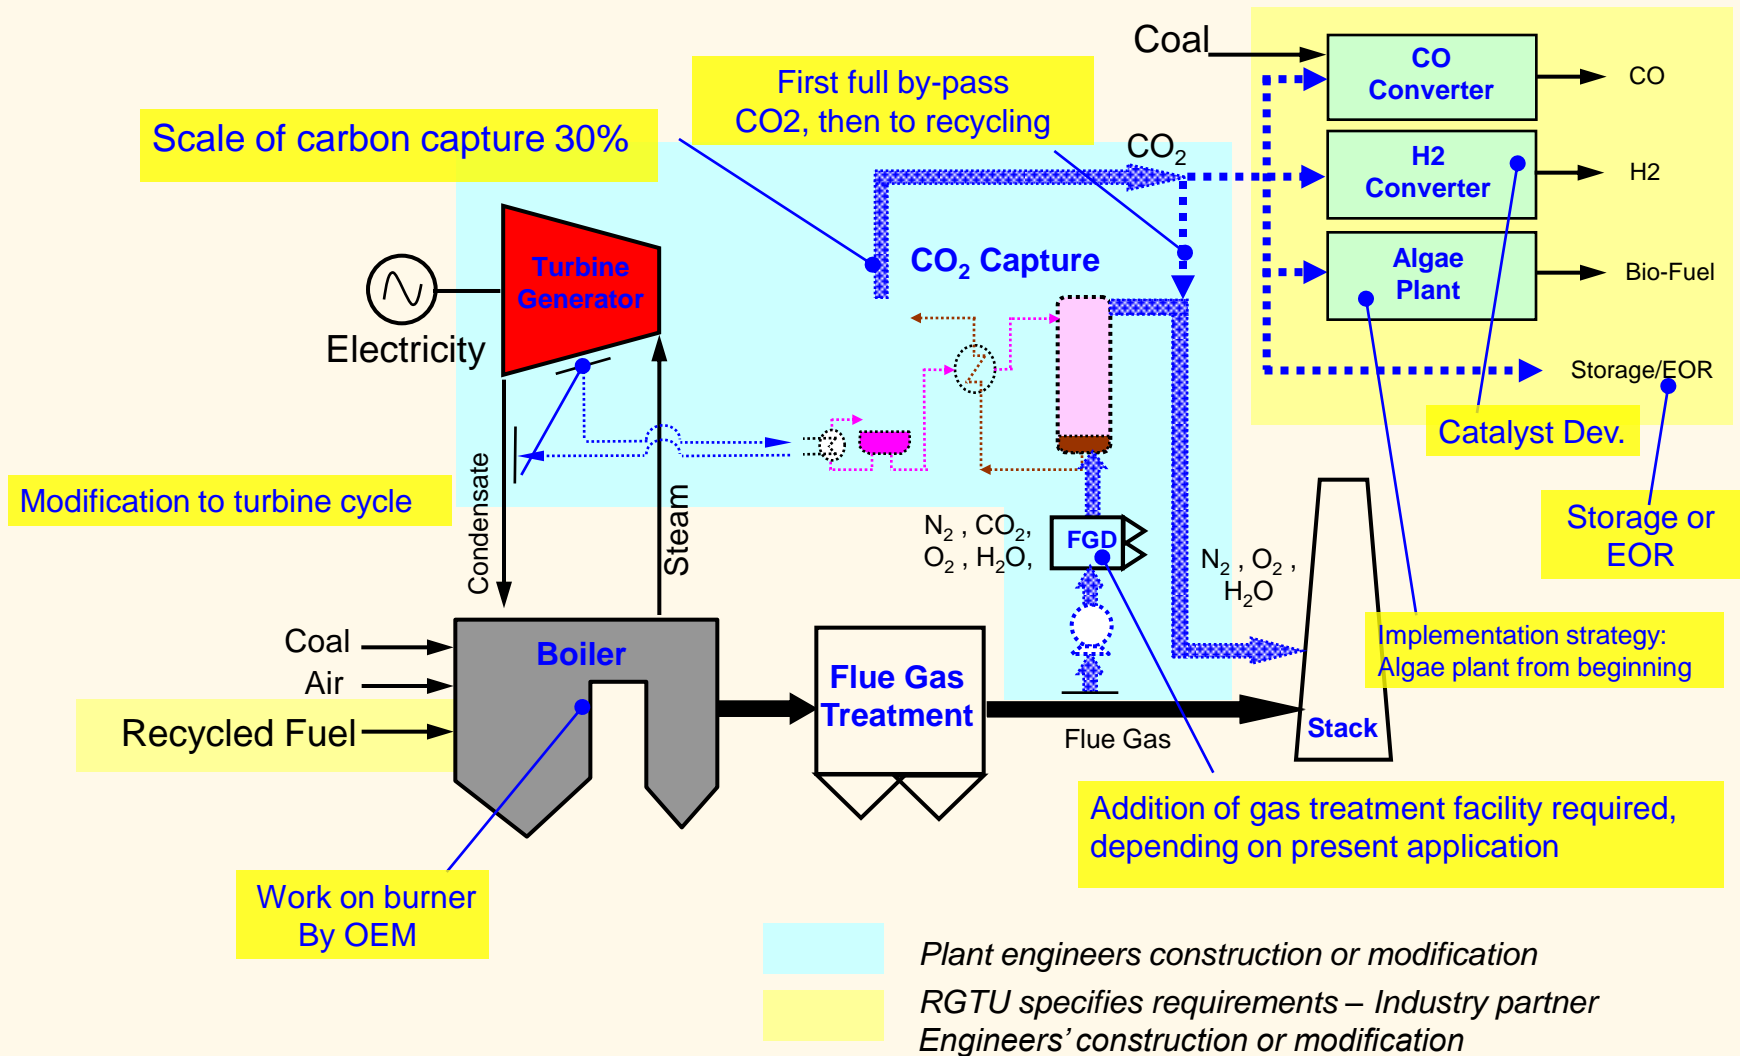 Coal
CO
Converter
CO
First full by-pass
CO2, then to recycling
Scale of carbon capture 30%
CO₂
H2
Converter
H2
Turbine
Generator
CO₂ Capture
Algae
Plant
Bio-Fuel
Electricity
Storage/EOR
Catalyst Dev.
Modification to turbine cycle
Condensate
Steam
N₂ , CO₂,
O₂ , H₂O,
FGD
N₂ , O₂ ,
H₂O
Storage or
EOR
Coal
Air
Recycled Fuel
Boiler
Flue Gas
Treatment
Flue Gas
Stack
Implementation strategy:
Algae plant from beginning
Addition of gas treatment facility required,
depending on present application
Work on burner
By OEM
Plant engineers construction or modification
RGTU specifies requirements – Industry partner
Engineers’ construction or modification